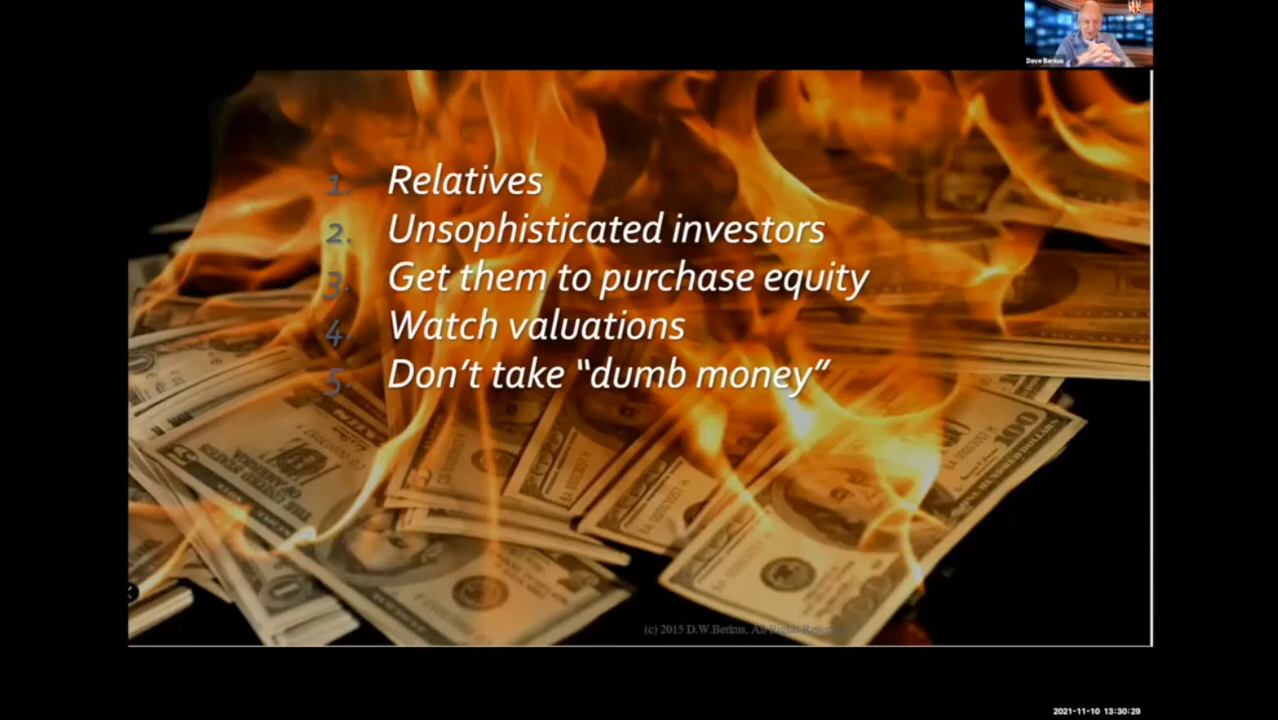 Dave Berkus
1. Relatives
2. Unsophisticated investors
3. Get them to purchase equity
4. Watch valuations
5. Don't take “dumb money”
100
(c) 2015 D.W.Berkus, All Rights
2021-11-10 13:30:29